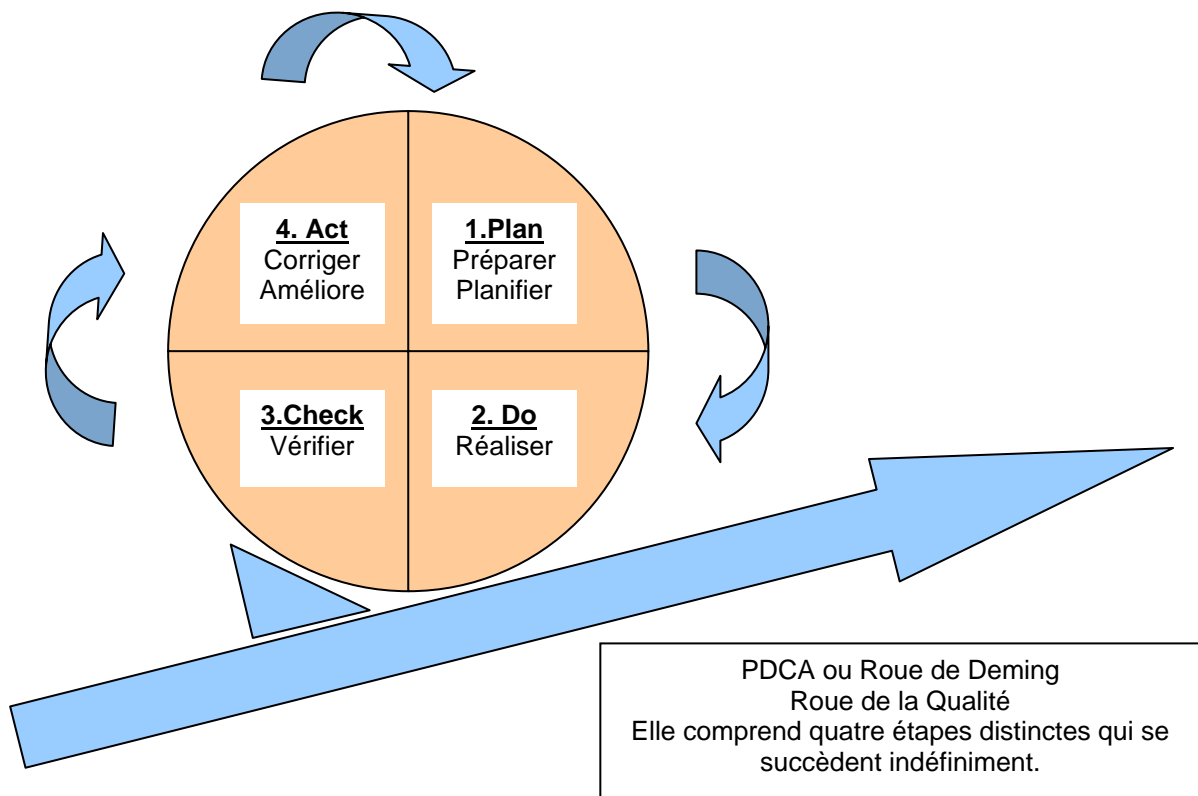 4. Act
Corriger
Améliore
1.Plan
Préparer
Planifier
3.Check
Vérifier
2. Do
Réaliser
PDCA ou Roue de Deming
Roue de la Qualité
Elle comprend quatre étapes distinctes qui se
succèdent indéfiniment.